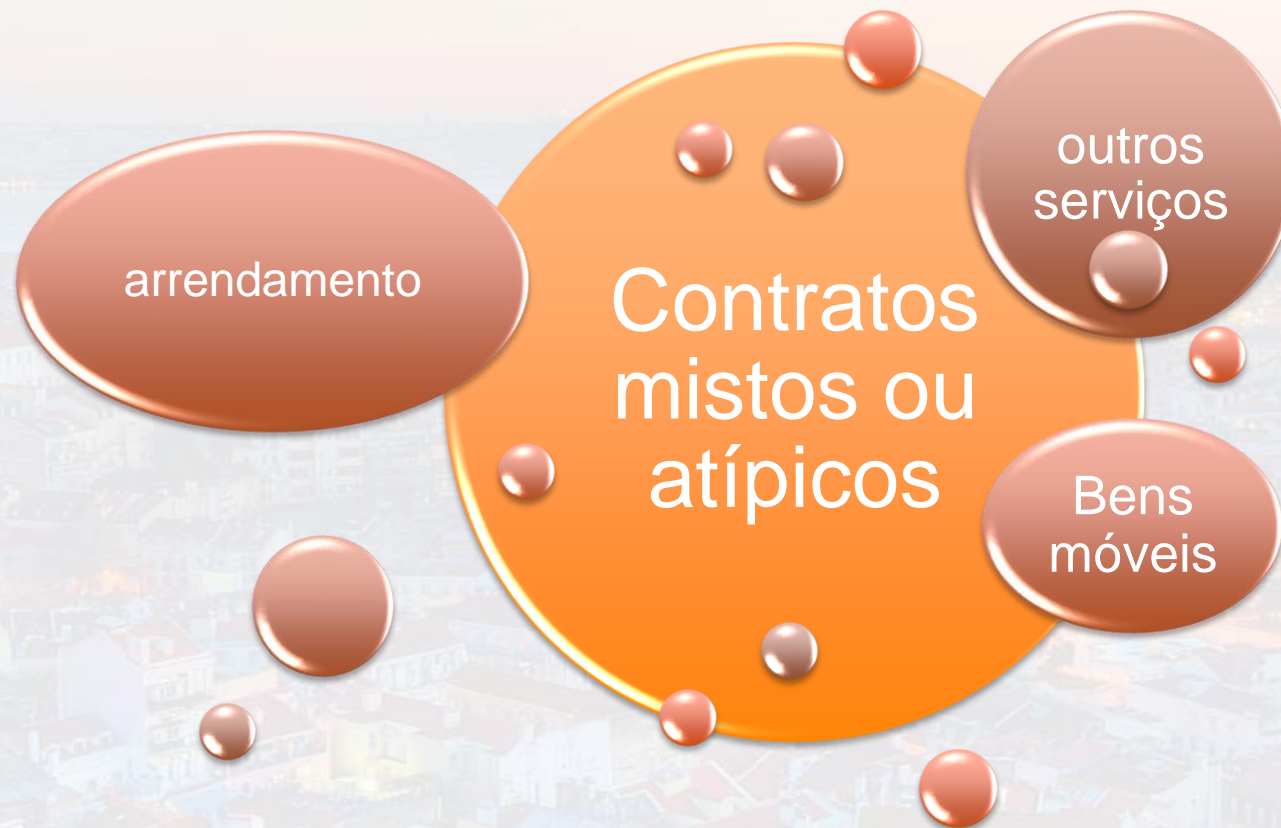 arrendamento
Contratos
mistos ou
atípicos
outros
serviços
Bens
móveis